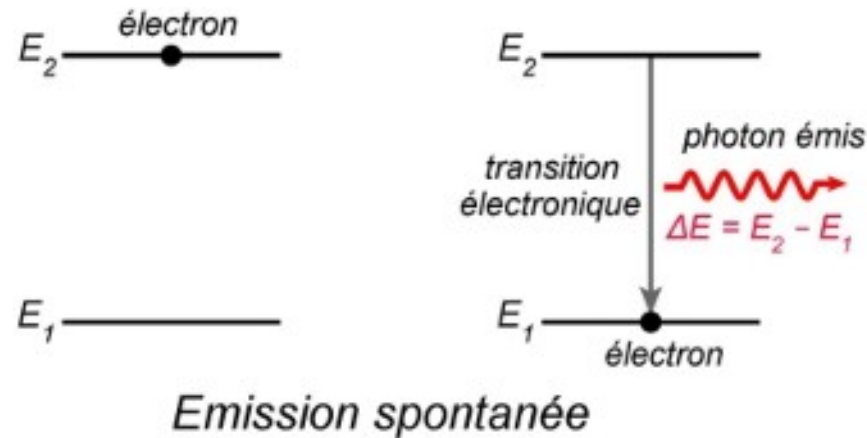 électron
E₂
E₁
E₂
transition
électronique
photon émis
ΔE = E₂ – E₁
E₁
électron
Emission spontanée